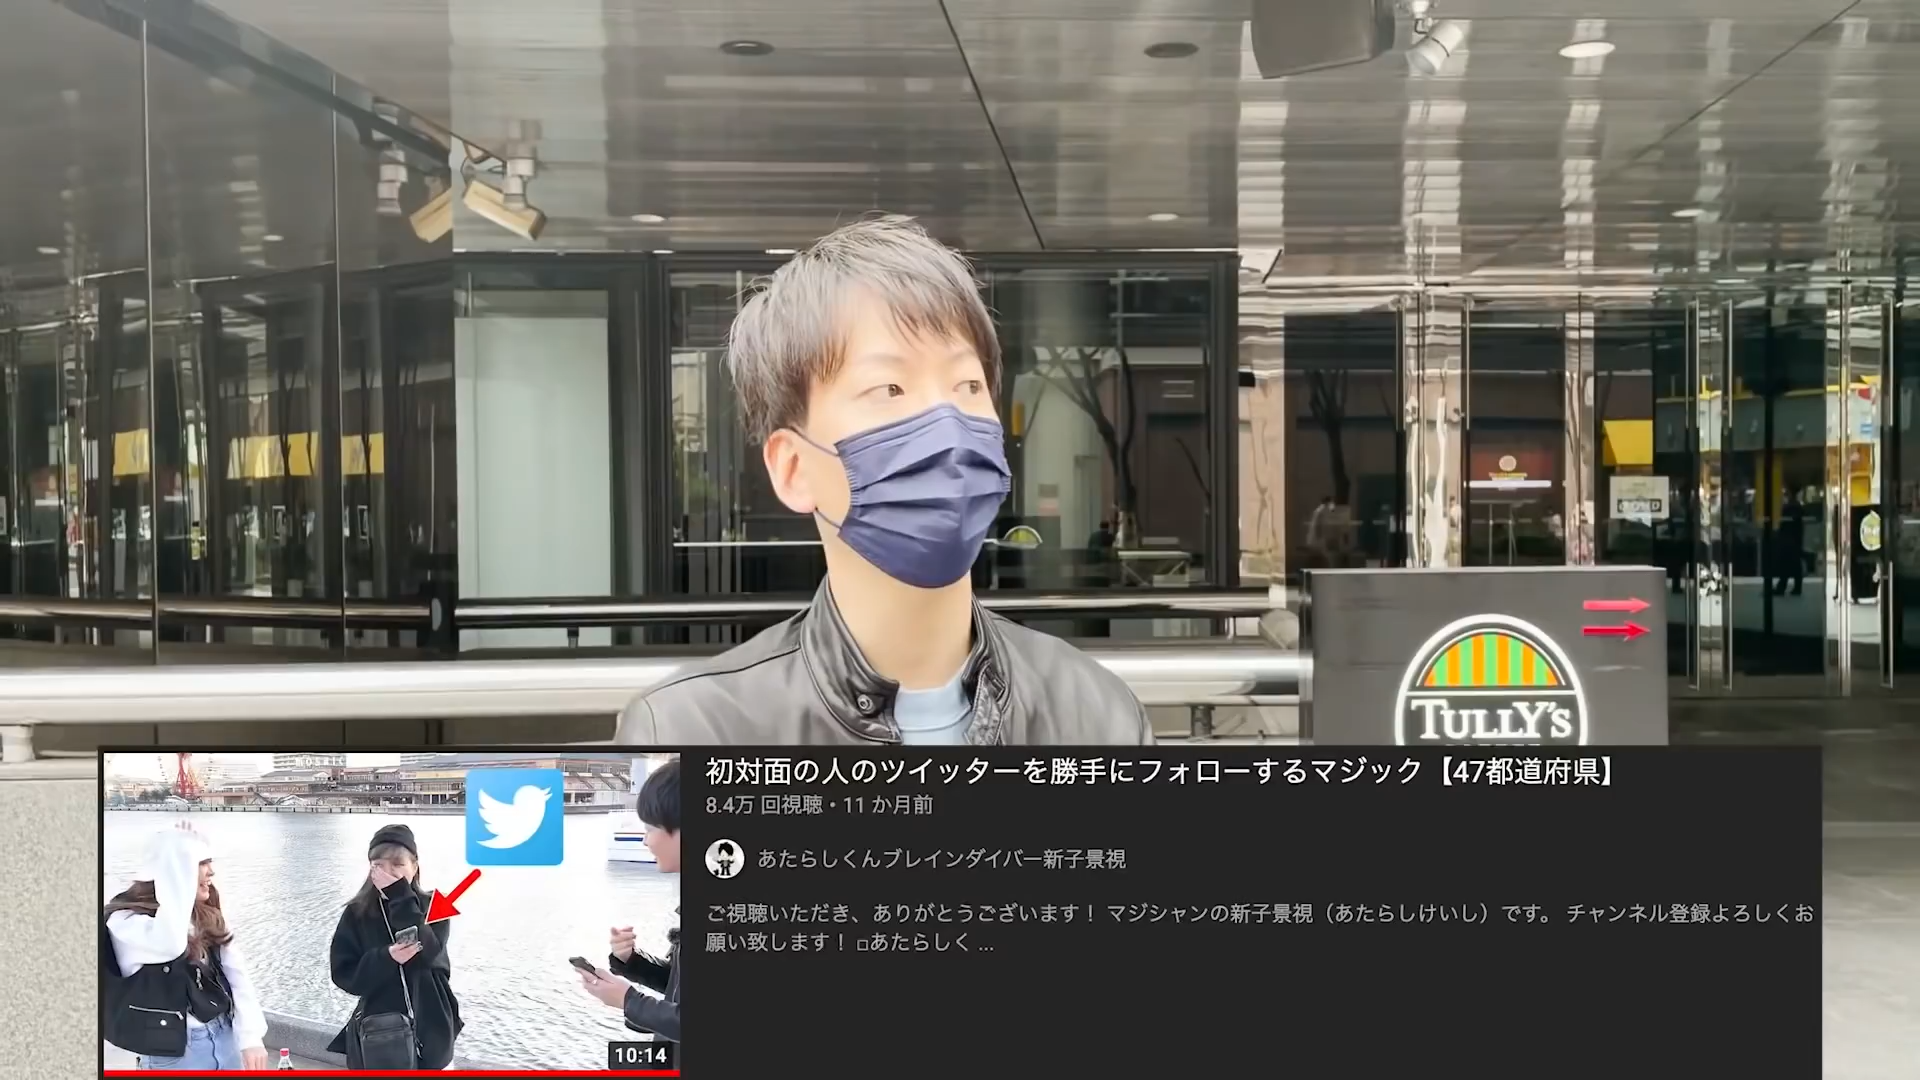 TULLY'S
初対面の人のツイッターを勝手にフォローするマジック【47都道府県】
8.4万 回視聴・11 か月前
あたらしくんブレインダイバー新子景視
ご視聴いただき、ありがとうございます！ マジシャンの新子景視（あたらしけいし）です。 チャンネル登録よろしくお
願い致します！ □あたらしく ...
mosaic
10:14